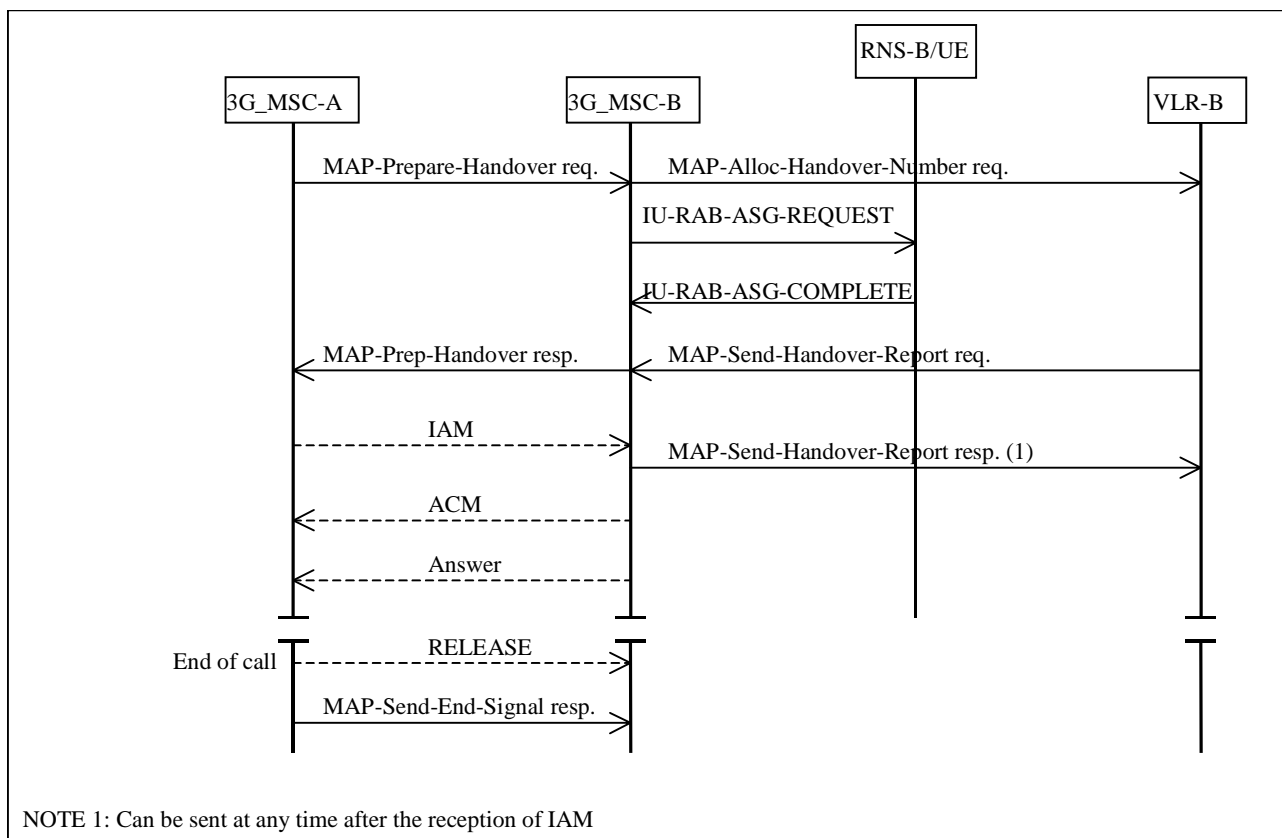 RNS-B/UE
3G_MSC-A
3G_MSC-B
VLR-B
MAP-Prepare-Handover req.
MAP-Alloc-Handover-Number req.
IU-RAB-ASG-REQUEST
IU-RAB-ASG-COMPLETE
MAP-Prep-Handover resp.
MAP-Send-Handover-Report req.
IAM
MAP-Send-Handover-Report resp. (1)
ACM
Answer
RELEASE
End of call
MAP-Send-End-Signal resp.
NOTE 1: Can be sent at any time after the reception of IAM